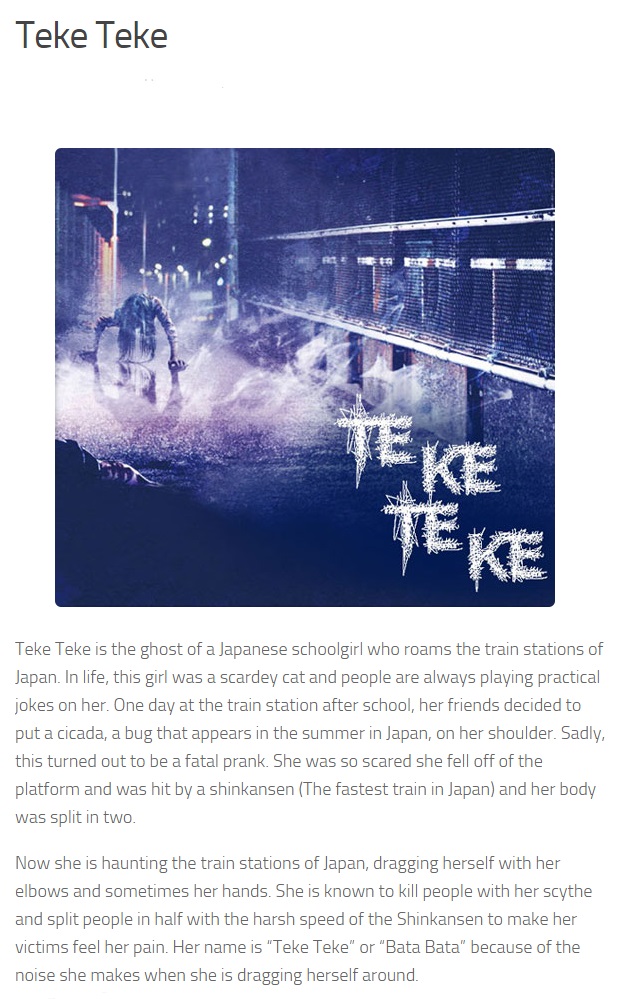 Teke Teke
TE
KE
TE
KE
Teke Teke is the ghost of a Japanese schoolgirl who roams the train stations of
Japan. In life, this girl was a scardey cat and people are always playing practical
jokes on her. One day at the train station after school, her friends decided to
put a cicada, a bug that appears in the summer in Japan, on her shoulder. Sadly,
this turned out to be a fatal prank. She was so scared she fell off of the
platform and was hit by a shinkansen (The fastest train in Japan) and her body
was split in two.
Now she is haunting the train stations of Japan, dragging herself with her
elbows and sometimes her hands. She is known to kill people with her scythe
and split people in half with the harsh speed of the Shinkansen to make her
victims feel her pain. Her name is “Teke Teke” or “Bata Bata” because of the
noise she makes when she is dragging herself around.